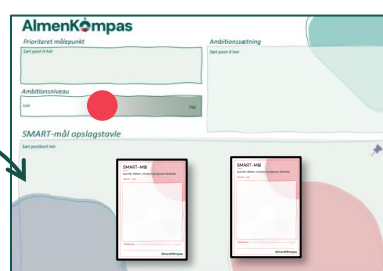 AlmenKompas
Prioriteret målepunkt
Sæt post-it her
Ambitionssætning
Sæt post-it her
Ambitionsniveau
Lav
Høj
SMART-mål opslagstavle
Sæt postkort her
SMART-Mål
SMART-Mål
AlmenKompas
AlmenKompas